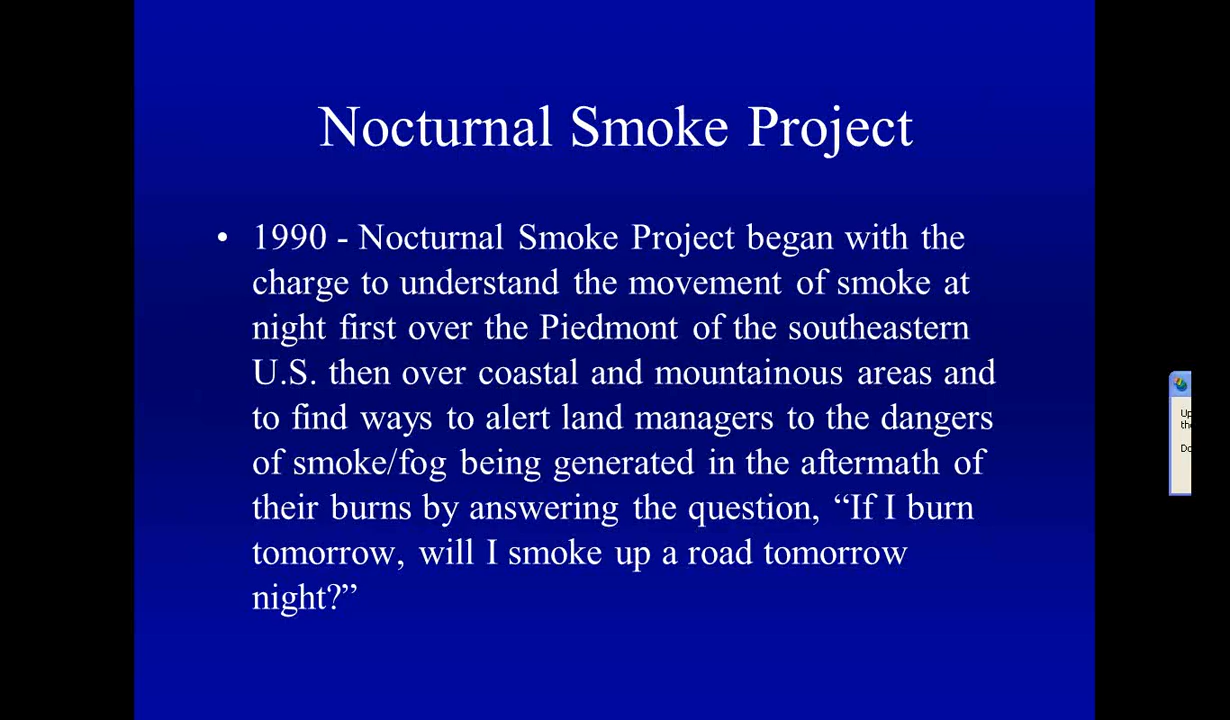 Nocturnal Smoke Project
• 1990 - Nocturnal Smoke Project began with the
charge to understand the movement of smoke at
night first over the Piedmont of the southeastern
U.S. then over coastal and mountainous areas and
to find ways to alert land managers to the dangers
of smoke/fog being generated in the aftermath of
their burns by answering the question, “If I burn
tomorrow, will I smoke up a road tomorrow
night?”